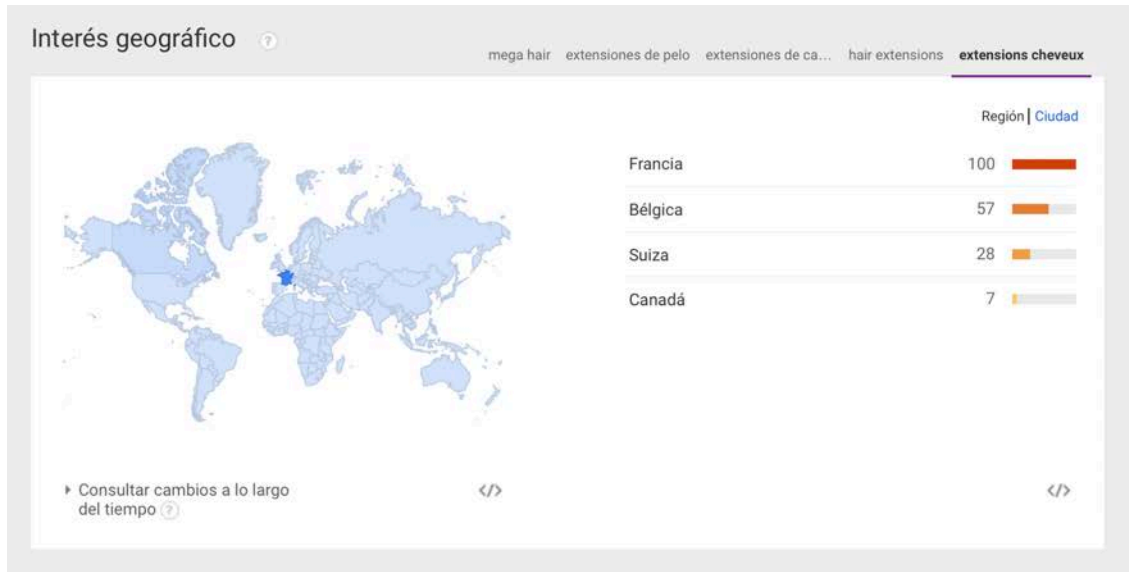 Interés geográfico ?
mega hair extensiones de pelo extensiones de ca... hair extensions extensions cheveux
Región | Ciudad
Francia 100
Bélgica 57
Suiza 28
Canadá 7
Consultar cambios a lo largo
del tiempo ?
</> </>